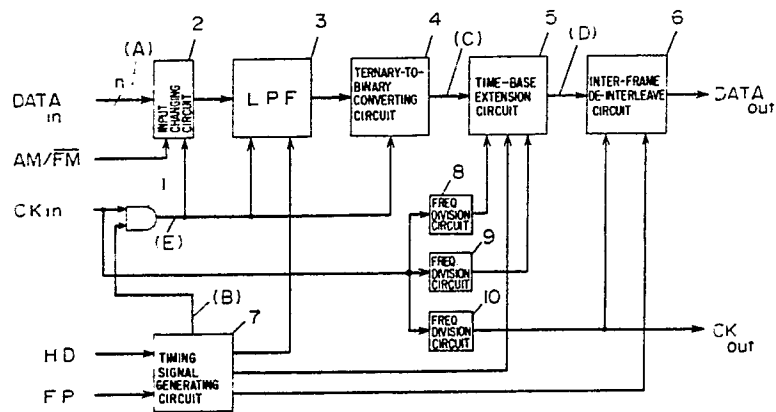 (A)
2
3
4
(C)
5
(D)
6
DATA in
n
INPUT
CHANGING
CIRCUIT
LPF
TERNARY-TO-
BINARY
CONVERTING
CIRCUIT
TIME-BASE
EXTENSION
CIRCUIT
INTER-FRAME
DE-INTERLEAVE
CIRCUIT
DATA out
AM/F̅M̅
1
CK in
(E)
8
FREQ
DIVISION
CIRCUIT
9
FREQ.
DIVISION
CIRCUIT
10
FREQ
DIVISION
CIRCUIT
CK out
(B)
7
HD
FP
TIMING
SIGNAL
GENERATING
CIRCUIT